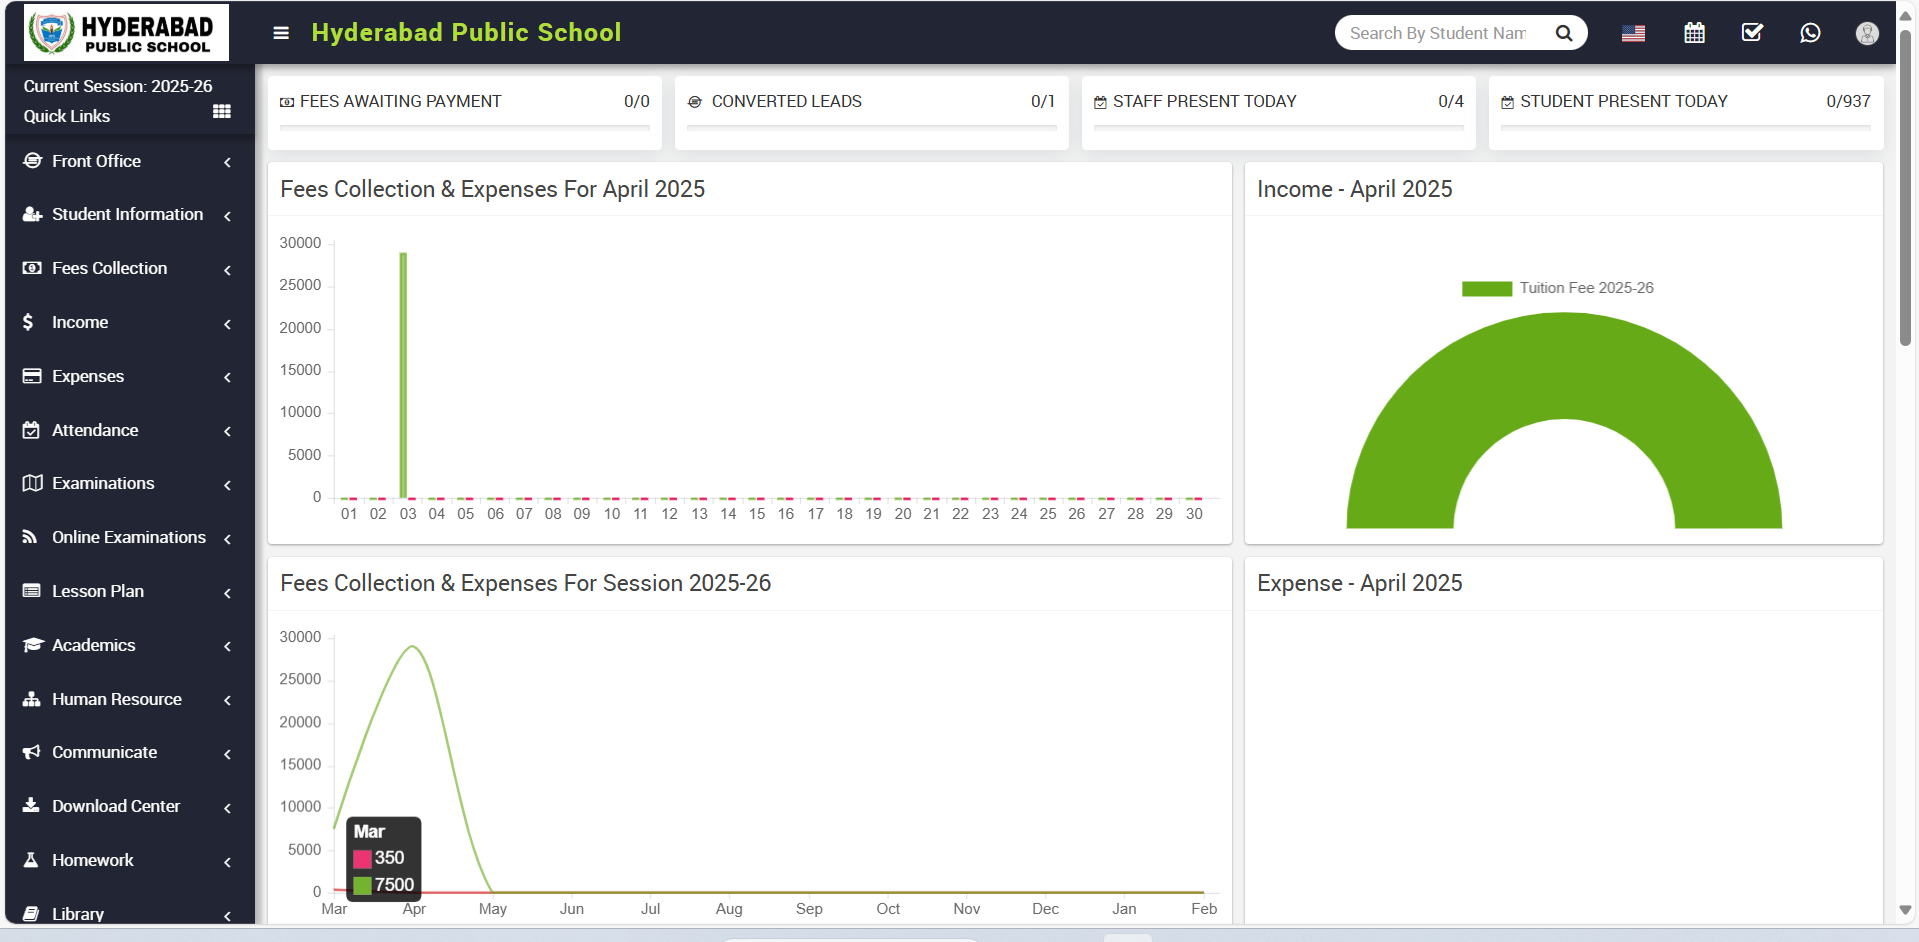 HYDERABAD
PUBLIC SCHOOL
Hyderabad Public School
Search By Student Nam
Current Session: 2025-26
Quick Links
Front Office
Student Information
Fees Collection
Income
Expenses
Attendance
Examinations
Online Examinations
Lesson Plan
Academics
Human Resource
Communicate
Download Center
Homework
Library
FEES AWAITING PAYMENT 0/0
CONVERTED LEADS 0/1
STAFF PRESENT TODAY 0/4
STUDENT PRESENT TODAY 0/937
Fees Collection & Expenses For April 2025
30000
25000
20000
15000
10000
5000
0
01 02 03 04 05 06 07 08 09 10 11 12 13 14 15 16 17 18 19 20 21 22 23 24 25 26 27 28 29 30
Income - April 2025
Tuition Fee 2025-26
Fees Collection & Expenses For Session 2025-26
30000
25000
20000
15000
10000
5000
0
Mar
350
7500
Mar Apr May Jun Jul Aug Sep Oct Nov Dec Jan Feb
Expense - April 2025